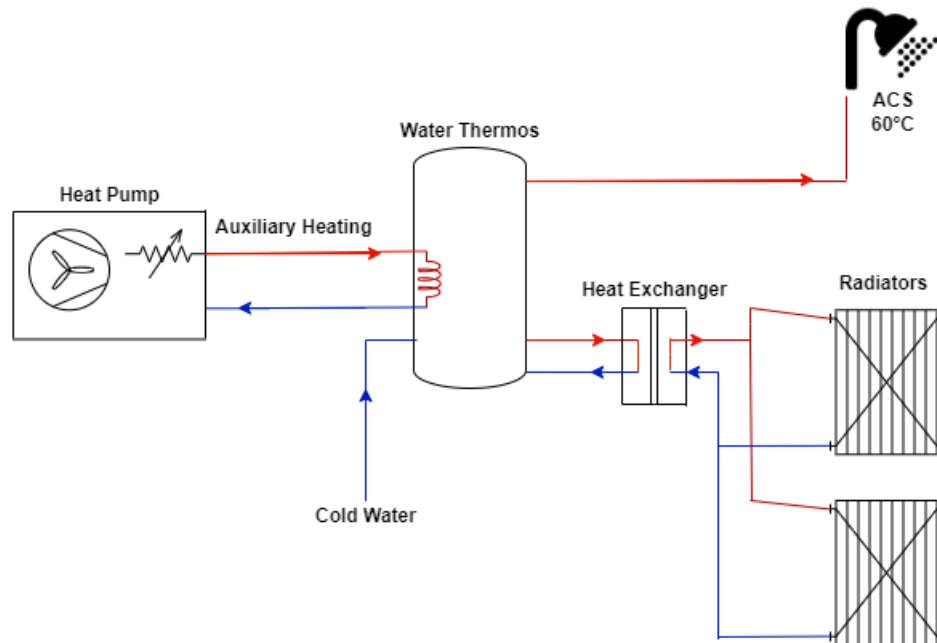 ACS
60°C
Water Thermos
Heat Pump
Auxiliary Heating
Heat Exchanger
Radiators
Cold Water